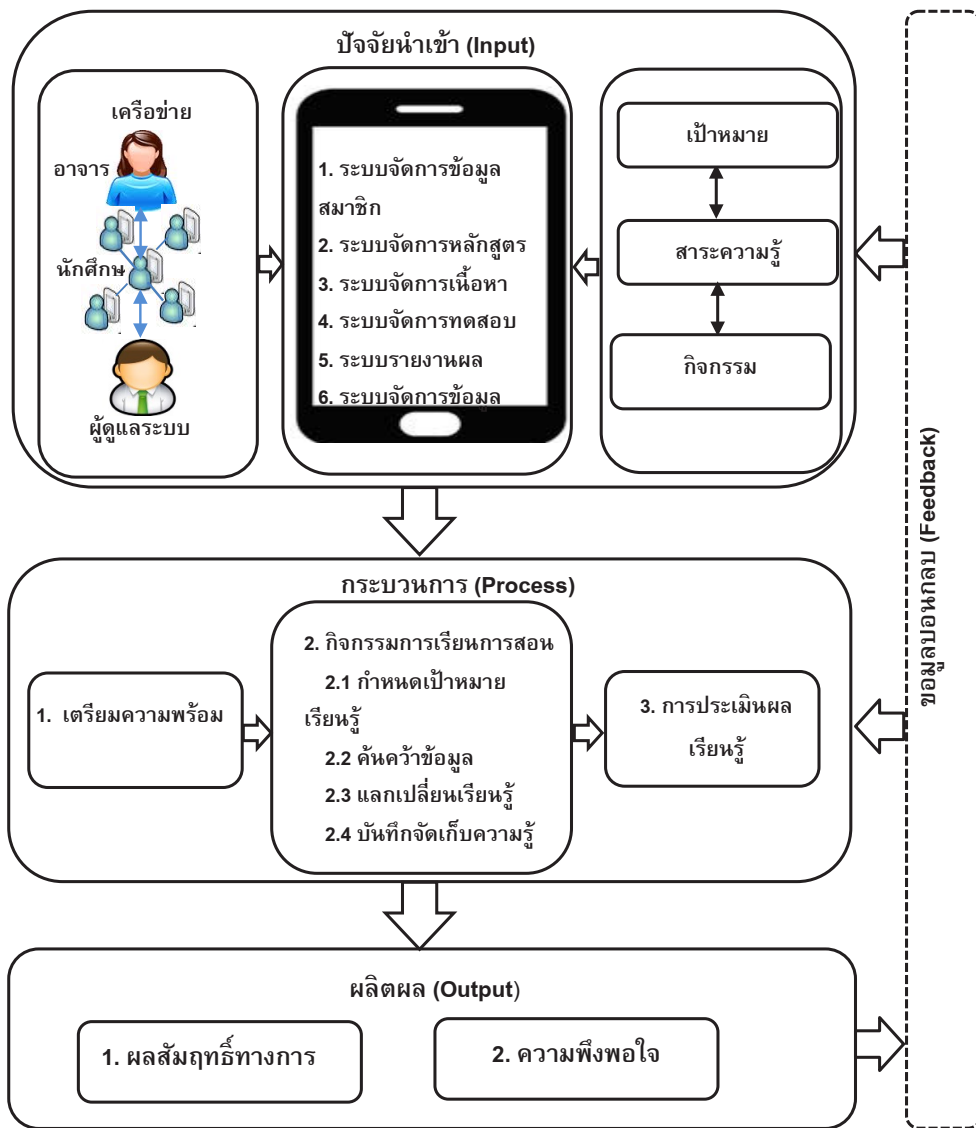 ปัจจัยนำเข้า (Input)
เครือข่าย
อาจาร
นักศึกษ
ผู้ดูแลระบบ
1. ระบบจัดการข้อมูล
สมาชิก
2. ระบบจัดการหลักสูตร
3. ระบบจัดการเนื้อหา
4. ระบบจัดการทดสอบ
5. ระบบรายงานผล
6. ระบบจัดการข้อมูล
เป้าหมาย
สาระความรู้
กิจกรรม
กระบวนการ (Process)
1. เตรียมความพร้อม
2. กิจกรรมการเรียนการสอน
2.1 กำหนดเป้าหมาย
เรียนรู้
2.2 ค้นคว้าข้อมูล
2.3 แลกเปลี่ยนเรียนรู้
2.4 บันทึกจัดเก็บความรู้
3. การประเมินผล
เรียนรู้
ผลิตผล (Output)
1. ผลสัมฤทธิ์ทางการ
2. ความพึงพอใจ
ขอมูลปอนกลบ (Feedback)